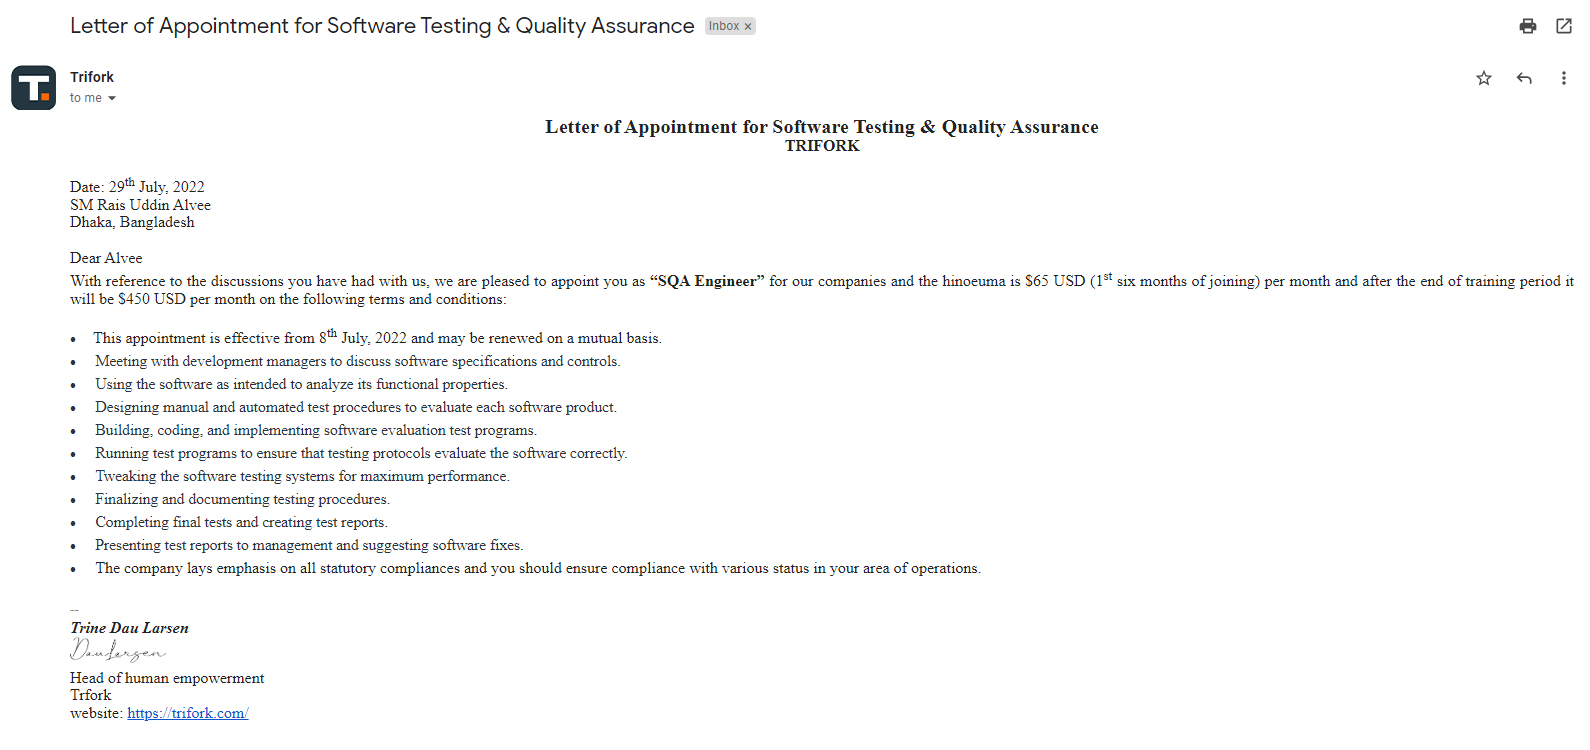 Letter of Appointment for Software Testing & Quality Assurance Inbox ×
T.
Trifork
to me
Letter of Appointment for Software Testing & Quality Assurance
TRIFORK
Date: 29th July, 2022
SM Rais Uddin Alvee
Dhaka, Bangladesh
Dear Alvee
With reference to the discussions you have had with us, we are pleased to appoint you as “SQA Engineer” for our companies and the hinoeuma is $65 USD (1st six months of joining) per month and after the end of training period it
will be $450 USD per month on the following terms and conditions:
• This appointment is effective from 8th July, 2022 and may be renewed on a mutual basis.
• Meeting with development managers to discuss software specifications and controls.
• Using the software as intended to analyze its functional properties.
• Designing manual and automated test procedures to evaluate each software product.
• Building, coding, and implementing software evaluation test programs.
• Running test programs to ensure that testing protocols evaluate the software correctly.
• Tweaking the software testing systems for maximum performance.
• Finalizing and documenting testing procedures.
• Completing final tests and creating test reports.
• Presenting test reports to management and suggesting software fixes.
• The company lays emphasis on all statutory compliances and you should ensure compliance with various status in your area of operations.
--
Trine Dau Larsen
DauLarsen
Head of human empowerment
Trfork
website: https://trifork.com/